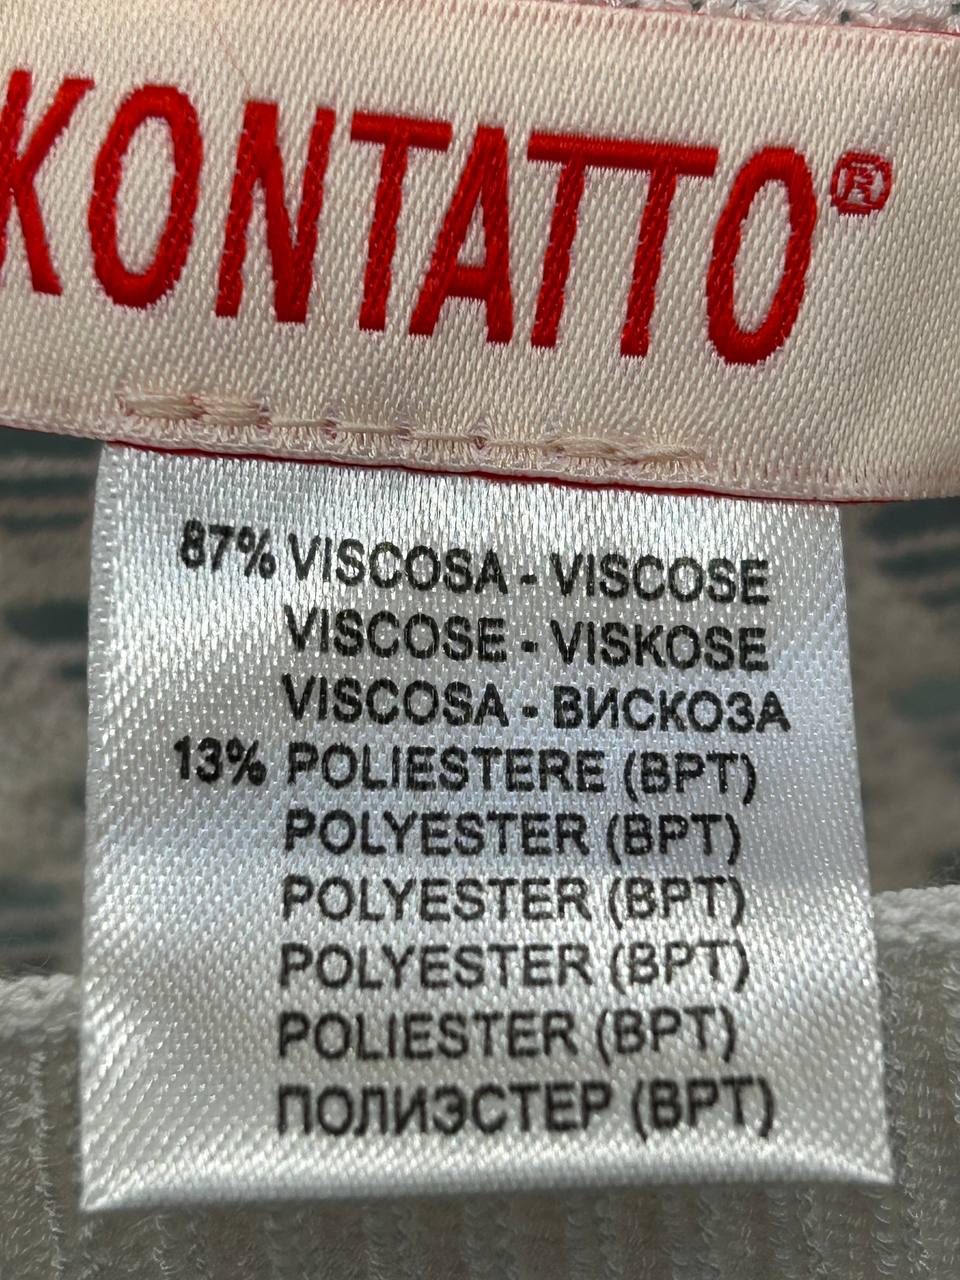 KONTATTO®
87% VISCOSA - VISCOSE
VISCOSE - VISKOSE
VISCOSA - ВИСКОЗА
13% POLIESTERE (BPT)
POLYESTER (BPT)
POLYESTER (BPT)
POLYESTER (BPT)
POLIESTER (BPT)
ПОЛИЭСТЕР (BPT)